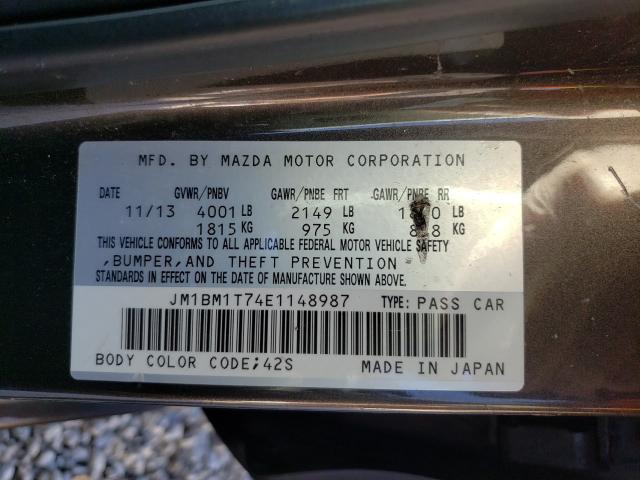 MFD. BY MAZDA MOTOR CORPORATION
DATE GVWR/PNBV GAWR/PNBE FRT GAWR/PNBE RR
11/13 4001 LB 2149 LB LB
1815 KG 975 KG KG
THIS VEHICLE CONFORMS TO ALL APPLICABLE FEDERAL MOTOR VEHICLE SAFETY
,BUMPER,AND THEFT PREVENTION
STANDARDS IN EFFECT ON THE DATE OF MANUFACTURE SHOWN ABOVE.
JM1BM1T74E1148987 TYPE: PASS CAR
BODY COLOR CODE;42S MADE IN JAPAN